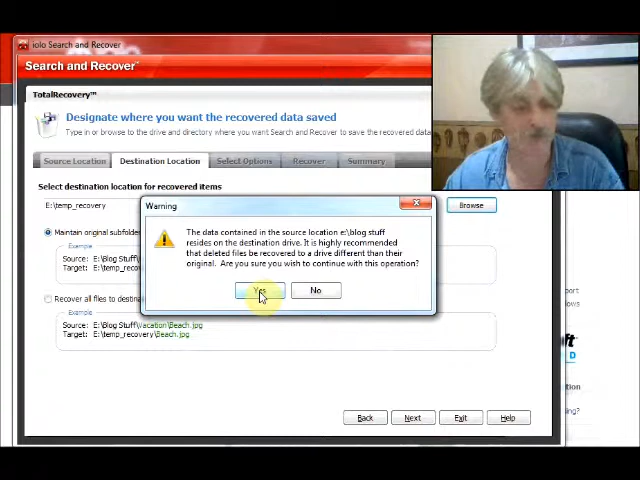 iolo Search and Recover
Search and Recover™
TotalRecovery™
Designate where you want the recovered data saved
Type in or browse to the drive and directory where you want Search and Recover to save the recovered data
Source Location Destination Location Select Options Recover Summary
Select destination location for recovered items
E:\temp_recovery Browse
Maintain original subfolder
Example
Source: E:\Blog Stuff
Target: E:\temp_recover
Warning
The data contained in the source location e:\blog stuff
resides on the destination drive. It is highly recommended
that deleted files be recovered to a drive different than their
original. Are you sure you wish to continue with this operation?
Yes No
Recover all files to destina
Example
Source: E:\Blog Stuff\Vacation\Beach.jpg
Target: E:\temp_recovery\Beach.jpg
Back Next Exit Help